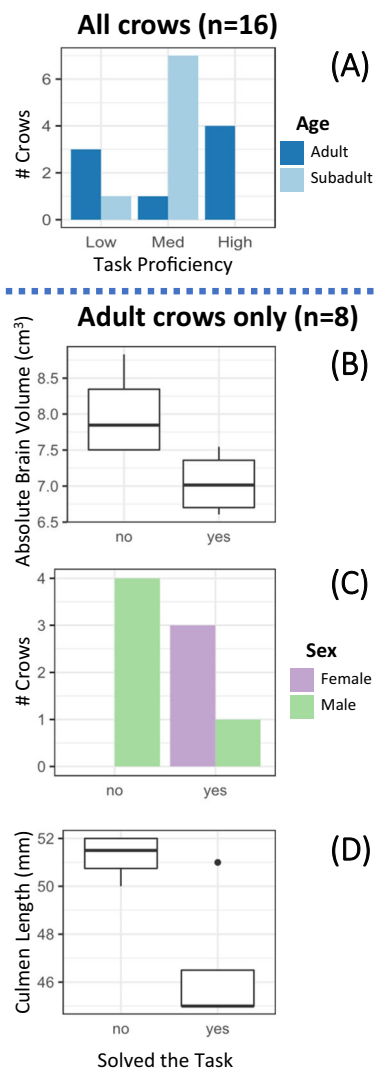 All crows (n=16)
(A)
# Crows
6
4
2
0
Low Med High
Task Proficiency
Age
Adult
Subadult
Adult crows only (n=8)
(B)
Absolute Brain Volume (cm³)
8.5
8.0
7.5
7.0
6.5
no yes
(C)
# Crows
4
3
2
1
0
no yes
Sex
Female
Male
(D)
Culmen Length (mm)
52
50
48
46
no yes
Solved the Task